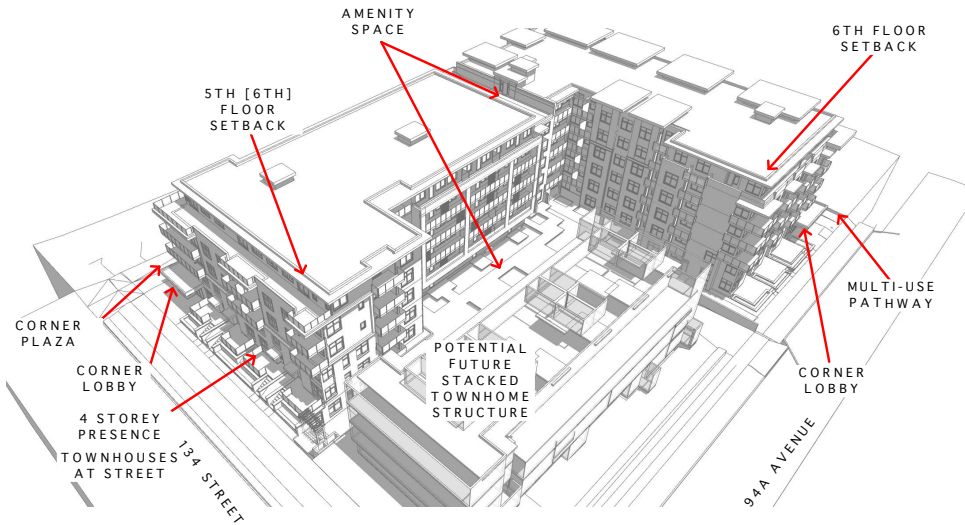 AMENITY
SPACE
6TH FLOOR
SETBACK
5TH [6TH]
FLOOR
SETBACK
MULTI-USE
PATHWAY
CORNER
PLAZA
CORNER
LOBBY
POTENTIAL
FUTURE
STACKED
TOWNHOME
STRUCTURE
CORNER
LOBBY
4 STOREY
PRESENCE
TOWNHOUSES
AT STREET
134 STREET
94A AVENUE